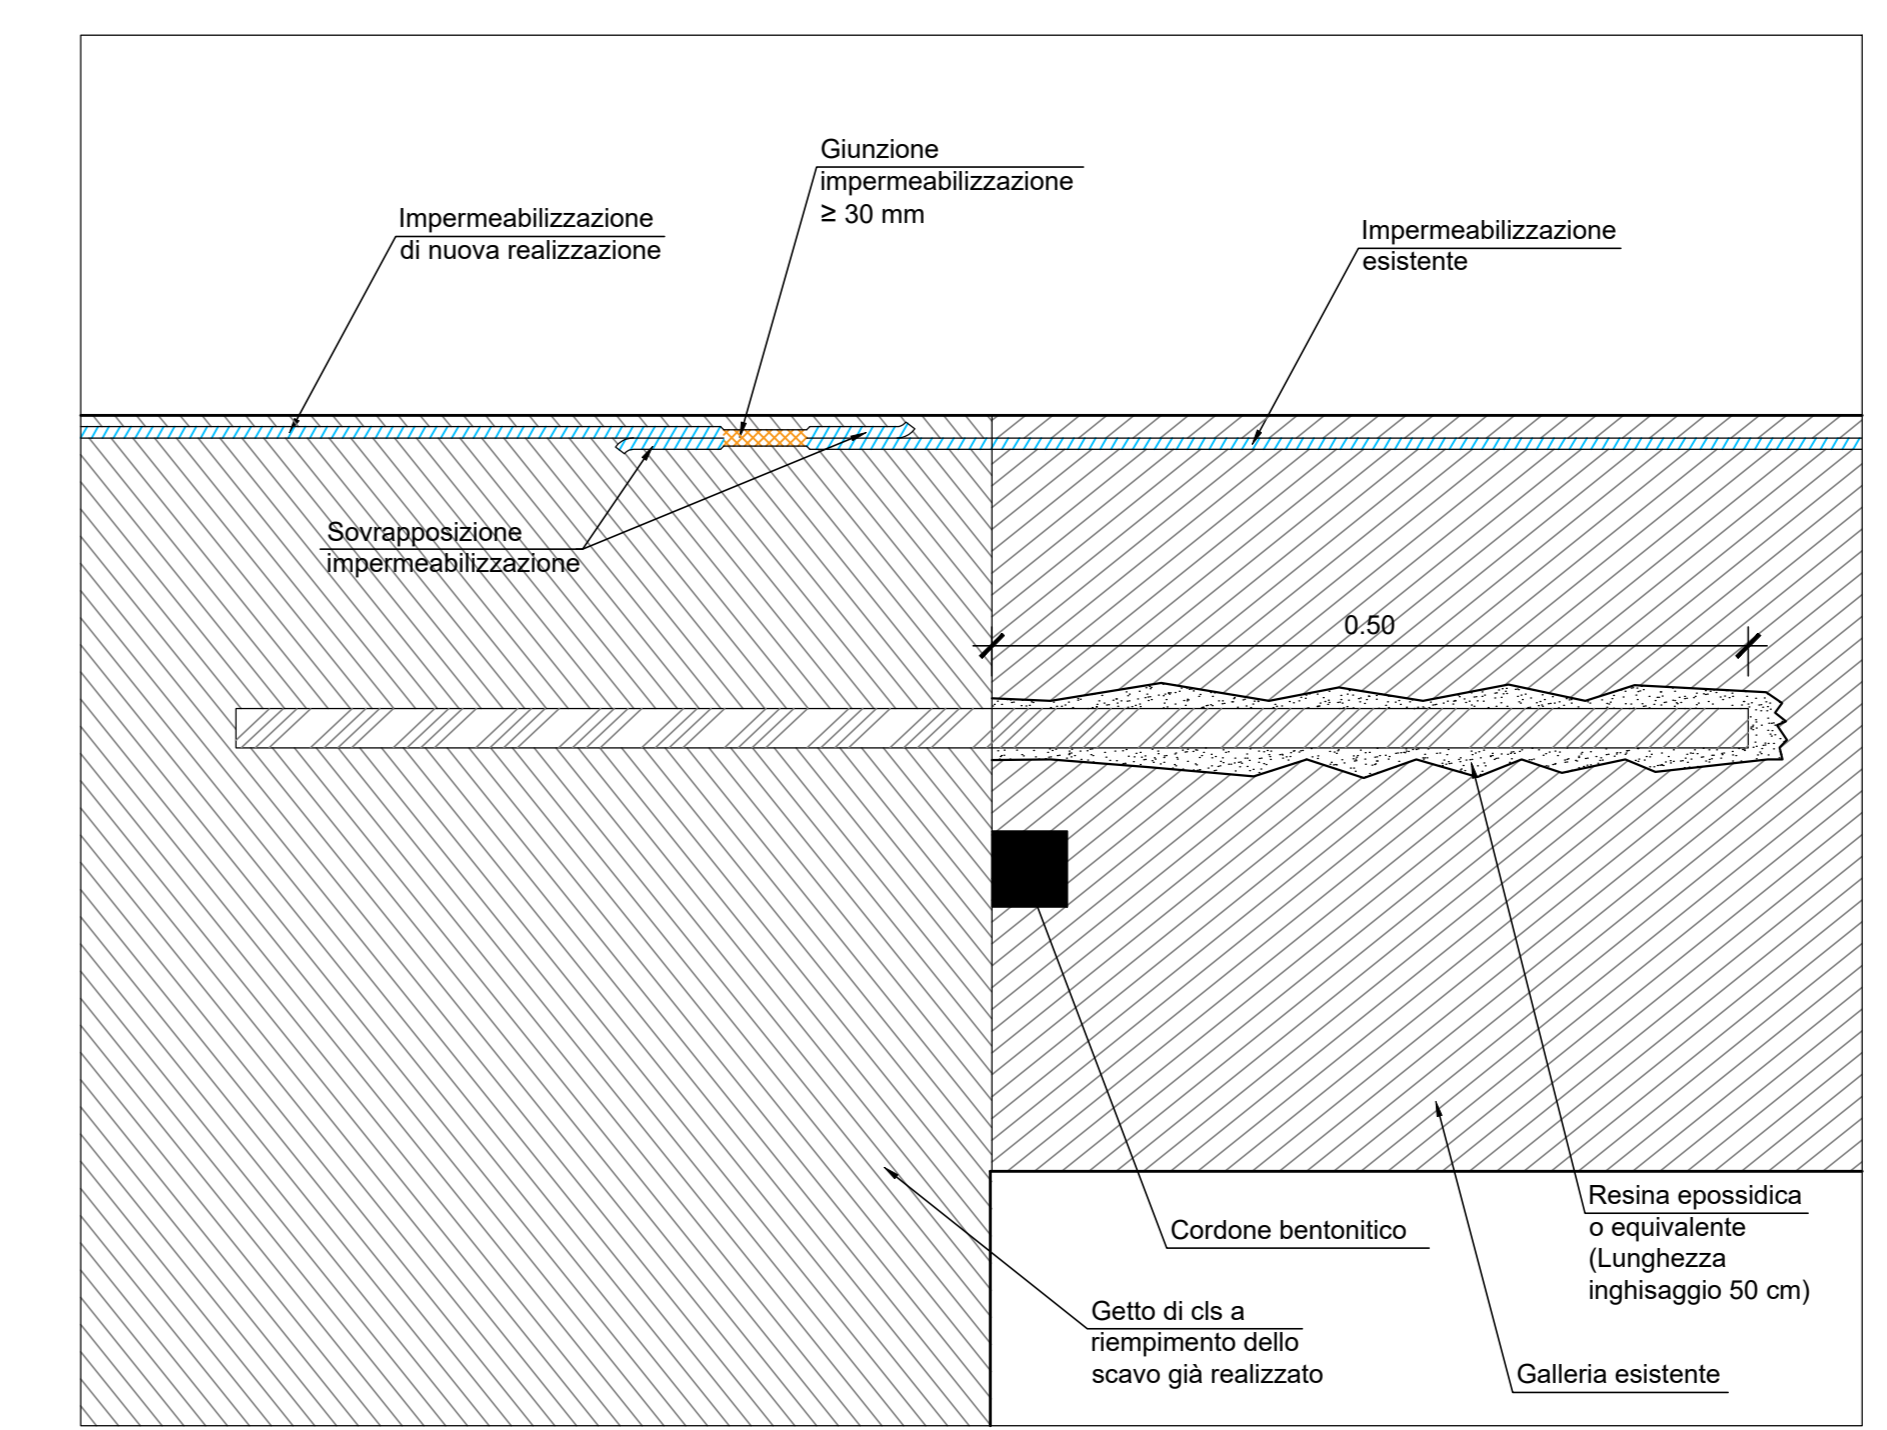 Giunzione
impermeabilizzazione
≥ 30 mm
Impermeabilizzazione
di nuova realizzazione
Impermeabilizzazione
esistente
Sovrapposizione
impermeabilizzazione
0.50
Cordone bentonitico
Resina epossidica
o equivalente
(Lunghezza
inghisaggio 50 cm)
Getto di cls a
riempimento dello
scavo già realizzato
Galleria esistente